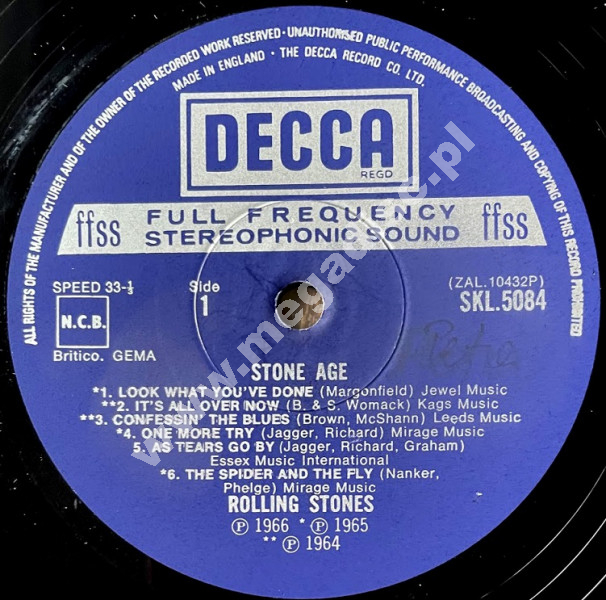 ALL RIGHTS OF THE MANUFACTURER AND OF THE OWNER OF THE RECORDED WORK RESERVED · UNAUTHORISED PUBLIC PERFORMANCE BROADCASTING AND COPYING OF THIS RECORD PROHIBITED
MADE IN ENGLAND · THE DECCA RECORD CO. LTD.
DECCA
REGD
ffss FULL FREQUENCY ffss
STEREOPHONIC SOUND
SPEED 33-⅓ Side (ZAL.10432P)
1 SKL.5084
N.C.B.
Britico. GEMA
STONE AGE
*1. LOOK WHAT YOU'VE DONE (Margonfield) Jewel Music
**2. IT'S ALL OVER NOW (B. & S. Womack) Kags Music
**3. CONFESSIN' THE BLUES (Brown, McShann) Leeds Music
*4. ONE MORE TRY (Jagger, Richard) Mirage Music
5. AS TEARS GO BY (Jagger, Richard, Graham)
Essex Music International
*6. THE SPIDER AND THE FLY (Nanker,
Phelge) Mirage Music
ROLLING STONES
Ⓟ 1966 * Ⓟ 1965
** Ⓟ 1964
www.megadisc.pl